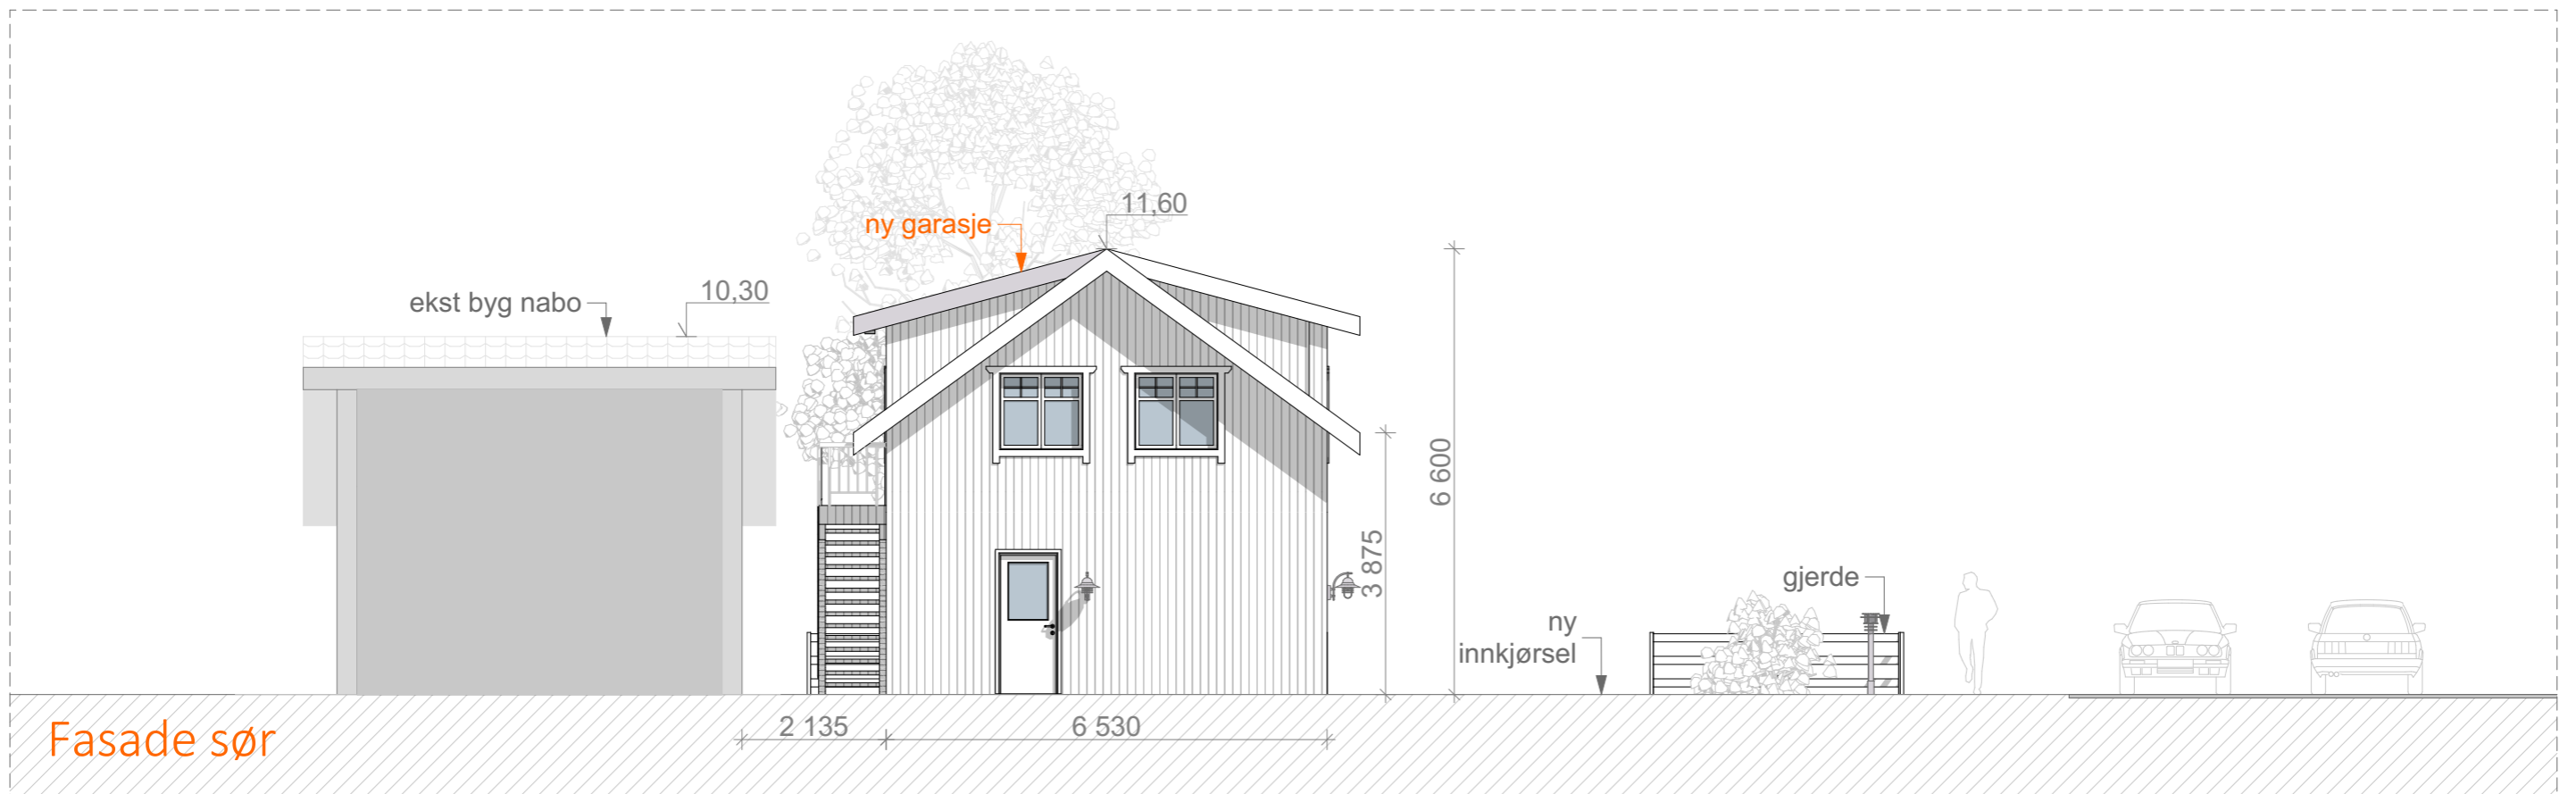 11,60
ny garasje
10,30
ekst byg nabo
6 600
3 875
gjerde
ny
innkjørsel
2 135
6 530
Fasade sør